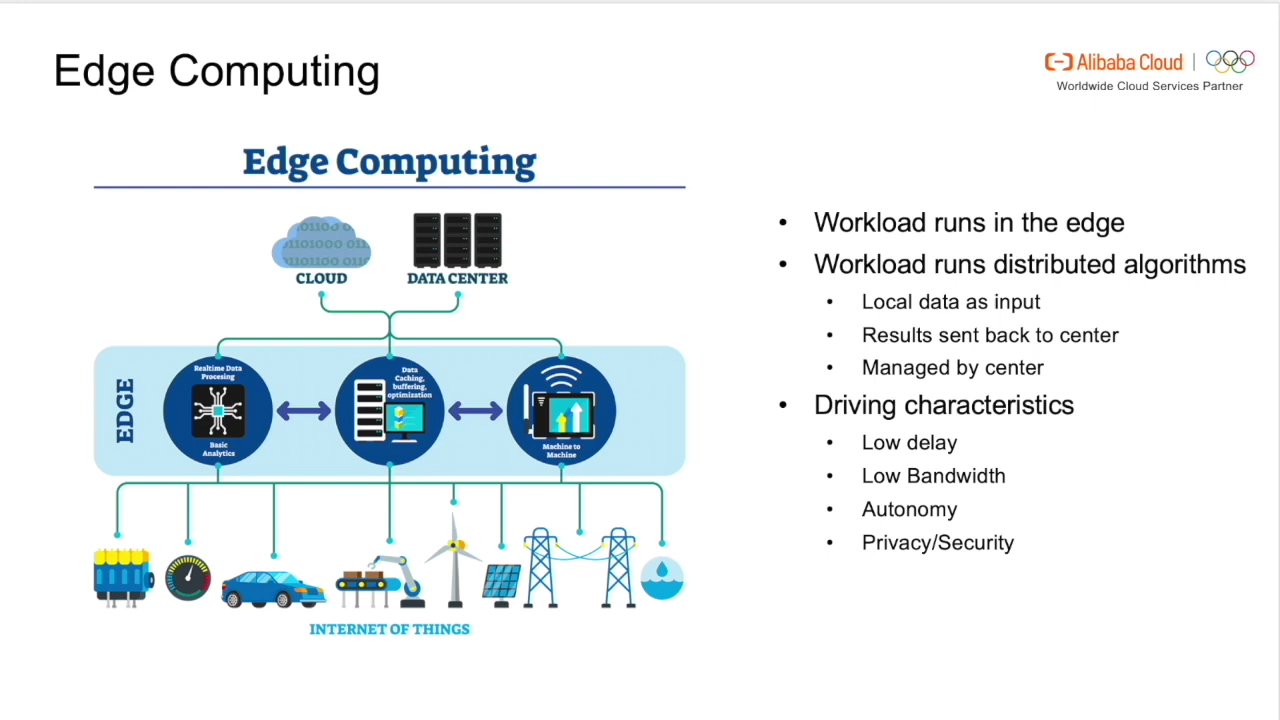 Edge Computing
Alibaba Cloud
Worldwide Cloud Services Partner
Edge Computing
CLOUD
DATA CENTER
EDGE
Realtime Data
Procesing
Basic
Analytics
Data
Caching,
buffering,
optimization
Machine to
Machine
INTERNET OF THINGS
• Workload runs in the edge
• Workload runs distributed algorithms
• Local data as input
• Results sent back to center
• Managed by center
• Driving characteristics
• Low delay
• Low Bandwidth
• Autonomy
• Privacy/Security